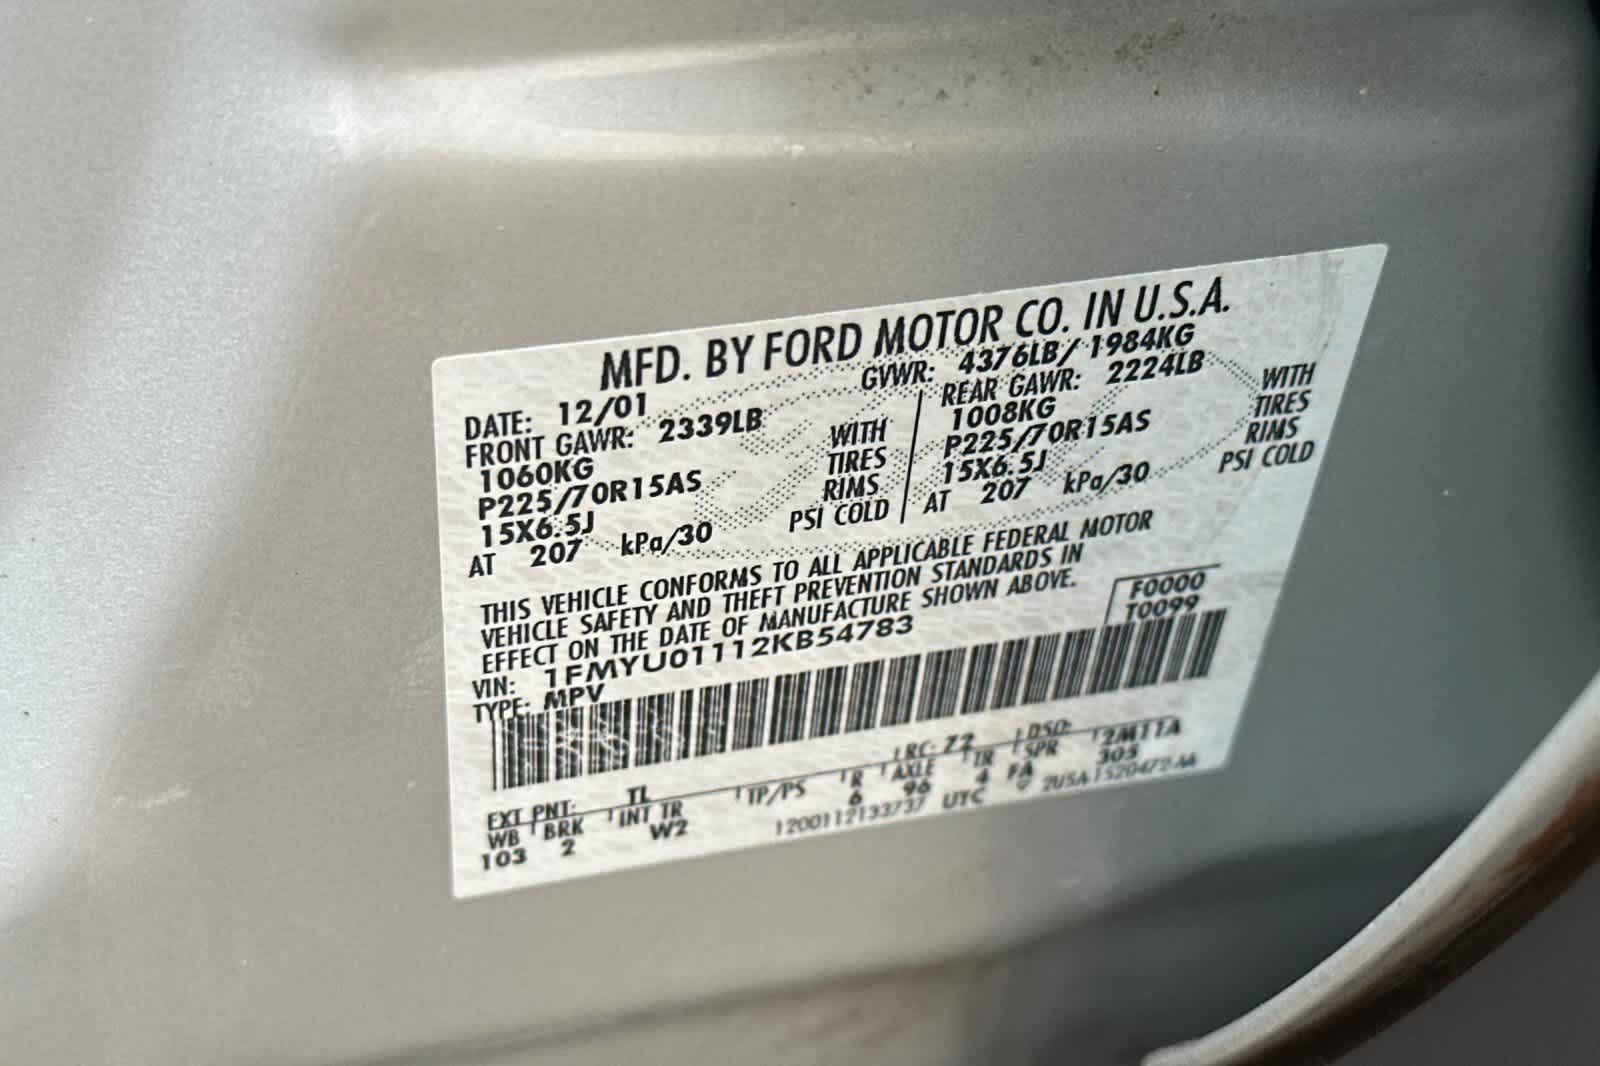 MFD. BY FORD MOTOR CO. IN U.S.A.
DATE: 12/01 GVWR: 4376LB/ 1984KG
FRONT GAWR: 2339LB REAR GAWR: 2224LB
1060KG WITH 1008KG WITH
P225/70R15AS TIRES P225/70R15AS TIRES
15X6.5J RIMS 15X6.5J RIMS
AT 207 kPa/30 PSI COLD AT 207 kPa/30 PSI COLD
THIS VEHICLE CONFORMS TO ALL APPLICABLE FEDERAL MOTOR
VEHICLE SAFETY AND THEFT PREVENTION STANDARDS IN
EFFECT ON THE DATE OF MANUFACTURE SHOWN ABOVE.
F0000
VIN: 1FMYU01112KB54783 T0099
TYPE: MPV
EXT PNT: TL RC: 72 DSO: 2M11A
WB BRK INT TR TP/PS R AXLE TR SPR 305
103 2 W2 6 96 4 FA
1200112133737 UTC